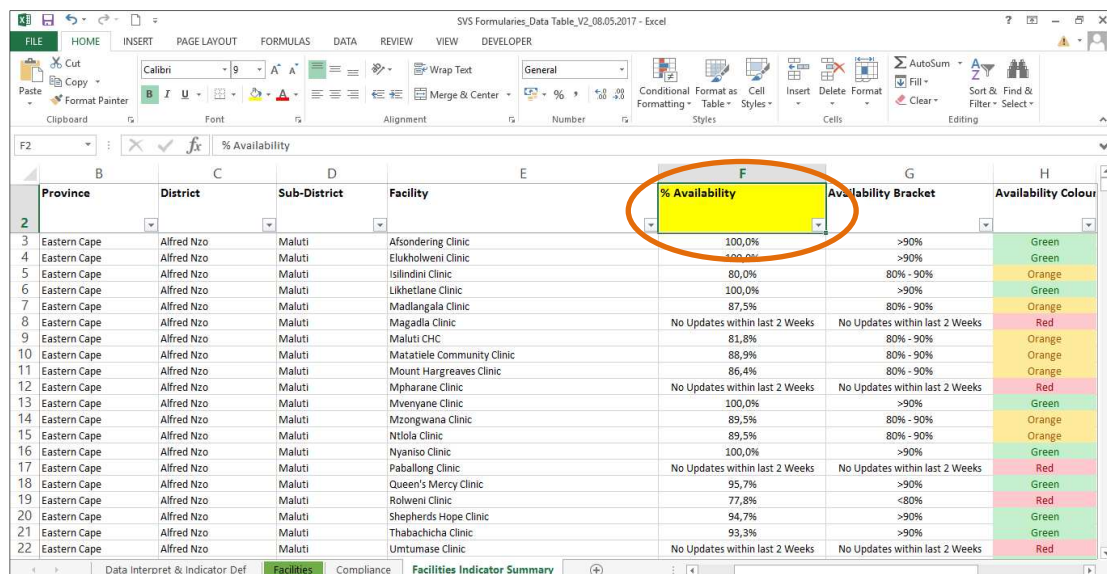 SVS Formularies_Data Table_V2_08.05.2017 - Excel
FILE HOME INSERT PAGE LAYOUT FORMULAS DATA REVIEW VIEW DEVELOPER
Paste
Cut
Copy
Format Painter
Calibri 9 A A
B I U A
Wrap Text
Merge & Center
General
% ,
Conditional Formatting
Format as Table
Cell Styles
Insert Delete Format
AutoSum
Fill
Clear
Sort & Filter
Find & Select
Clipboard Font Alignment Number Styles Cells Editing
F2 fx % Availability
B C D E F G H
2 Province District Sub-District Facility % Availability Availability Bracket Availability Colour
3 Eastern Cape Alfred Nzo Maluti Afsondering Clinic 100,0% >90% Green
4 Eastern Cape Alfred Nzo Maluti Elukholweni Clinic 100,0% >90% Green
5 Eastern Cape Alfred Nzo Maluti Isilindini Clinic 80,0% 80% - 90% Orange
6 Eastern Cape Alfred Nzo Maluti Likhetlane Clinic 100,0% >90% Green
7 Eastern Cape Alfred Nzo Maluti Madlangala Clinic 87,5% 80% - 90% Orange
8 Eastern Cape Alfred Nzo Maluti Magadla Clinic No Updates within last 2 Weeks No Updates within last 2 Weeks Red
9 Eastern Cape Alfred Nzo Maluti Maluti CHC 81,8% 80% - 90% Orange
10 Eastern Cape Alfred Nzo Maluti Matatiele Community Clinic 88,9% 80% - 90% Orange
11 Eastern Cape Alfred Nzo Maluti Mount Hargreaves Clinic 86,4% 80% - 90% Orange
12 Eastern Cape Alfred Nzo Maluti Mpharane Clinic No Updates within last 2 Weeks No Updates within last 2 Weeks Red
13 Eastern Cape Alfred Nzo Maluti Mvenyane Clinic 100,0% >90% Green
14 Eastern Cape Alfred Nzo Maluti Mzongwana Clinic 89,5% 80% - 90% Orange
15 Eastern Cape Alfred Nzo Maluti Ntlola Clinic 89,5% 80% - 90% Orange
16 Eastern Cape Alfred Nzo Maluti Nyaniso Clinic 100,0% >90% Green
17 Eastern Cape Alfred Nzo Maluti Paballong Clinic No Updates within last 2 Weeks No Updates within last 2 Weeks Red
18 Eastern Cape Alfred Nzo Maluti Queen's Mercy Clinic 95,7% >90% Green
19 Eastern Cape Alfred Nzo Maluti Rolweni Clinic 77,8% <80% Red
20 Eastern Cape Alfred Nzo Maluti Shepherds Hope Clinic 94,7% >90% Green
21 Eastern Cape Alfred Nzo Maluti Thabachicha Clinic 93,3% >90% Green
22 Eastern Cape Alfred Nzo Maluti Umtumase Clinic No Updates within last 2 Weeks No Updates within last 2 Weeks Red
Data Interpret & Indicator Def Facilities Compliance Facilities Indicator Summary